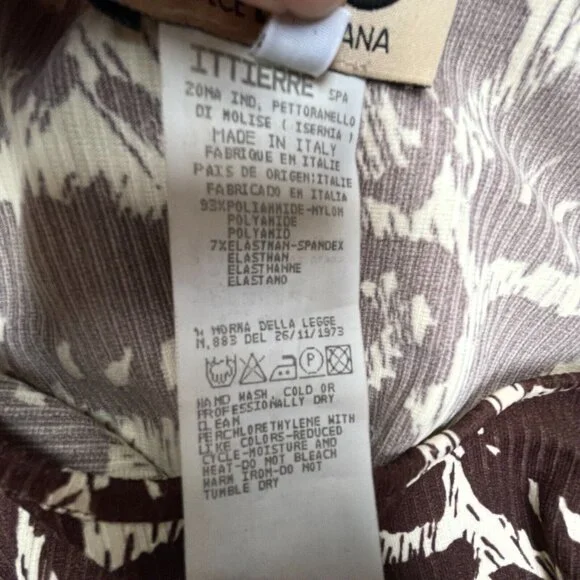 ANA
ITTIERRE SPA
ZONA IND. PETTORANELLO
DI MOLISE ( ISERNIA )
MADE IN ITALY
FABRIQUE EN ITALIE
PAIS DE ORIGEN:ITALIE
FABRICADO EN ITALIA
93%POLIAMMIDE-NYLON
POLYAMIDE
POLYAMID
7%ELASTMAN-SPANDEX
ELASTHAN
ELASTHANNE
ELASTANO
NORMA DELLA LEGGE
N.883 DEL 26/11/1973
P
HAND WASH, COLD OR
PROFESSIONALLY DRY
CLEAN
PERCHLORETHYLENE WITH
LIKE COLORS-REDUCED
CYCLE-MOISTURE AND
HEAT-DO NOT BLEACH
WARM IRON-DO NOT
TUMBLE DRY